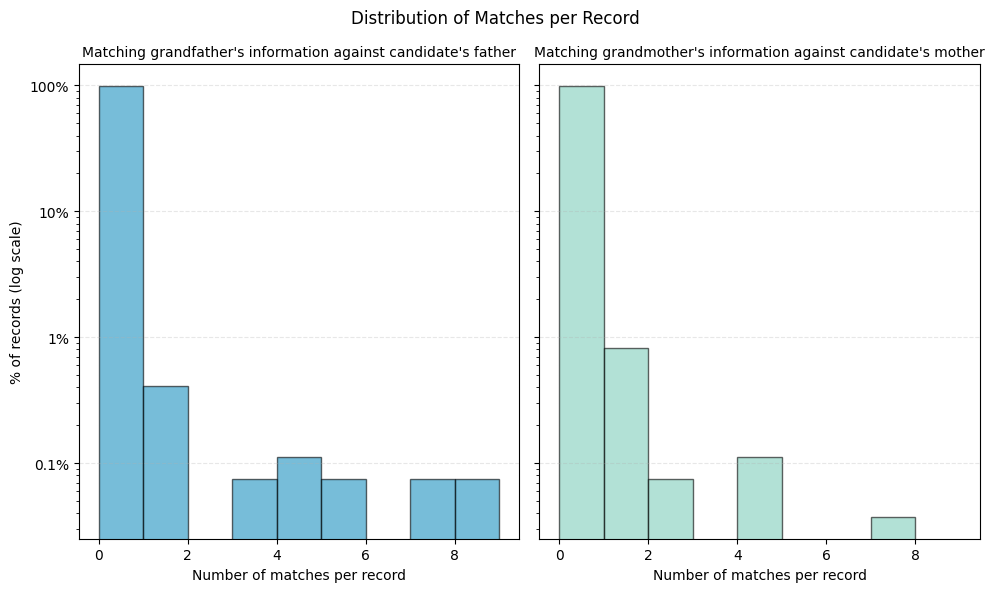 Distribution of Matches per Record
Matching grandfather's information against candidate's father
Matching grandmother's information against candidate's mother
100%
10%
1%
0.1%
% of records (log scale)
0 2 4 6 8
0 2 4 6 8
Number of matches per record
Number of matches per record